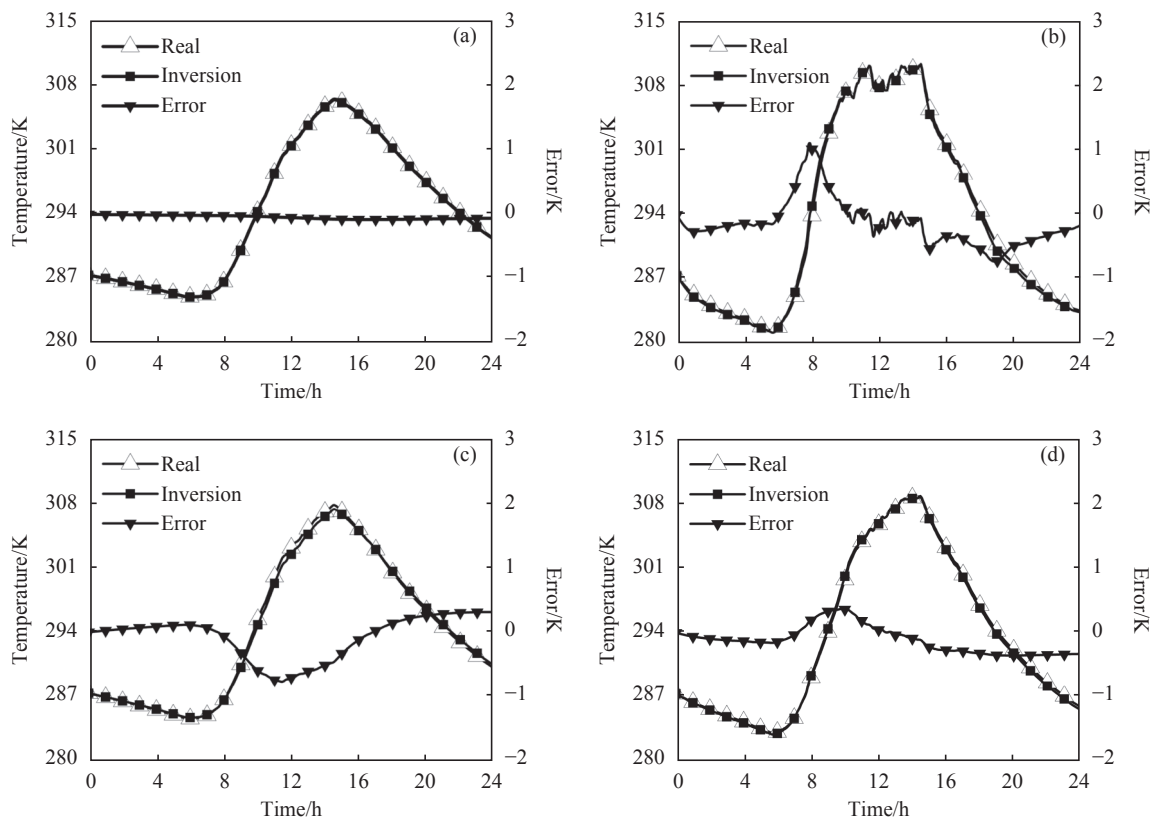 315
308
301
294
287
280
Temperature/K
Real
Inversion
Error
(a)
3
2
1
0
−1
−2
Error/K
0 4 8 12 16 20 24
Time/h
315
308
301
294
287
280
Temperature/K
Real
Inversion
Error
(b)
3
2
1
0
−1
−2
Error/K
0 4 8 12 16 20 24
Time/h
315
308
301
294
287
280
Temperature/K
Real
Inversion
Error
(c)
3
2
1
0
−1
−2
Error/K
0 4 8 12 16 20 24
Time/h
315
308
301
294
287
280
Temperature/K
Real
Inversion
Error
(d)
3
2
1
0
−1
−2
Error/K
0 4 8 12 16 20 24
Time/h